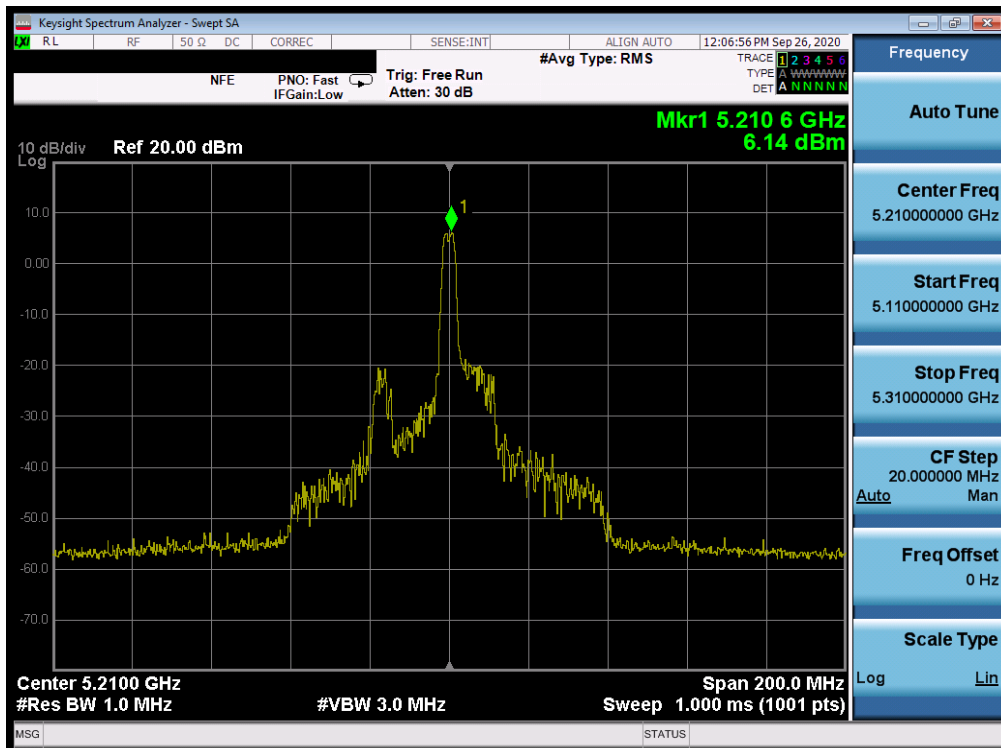 Keysight Spectrum Analyzer - Swept SA
LXI RL RF 50 Ω DC CORREC SENSE:INT ALIGN AUTO 12:06:56 PM Sep 26, 2020
NFE PNO: Fast Trig: Free Run #Avg Type: RMS TRACE 1 2 3 4 5 6
IFGain:Low Atten: 30 dB TYPE A WWWWW
DET A N N N N N
Mkr1 5.210 6 GHz
6.14 dBm
10 dB/div Ref 20.00 dBm
Log
1
10.0
0.00
-10.0
-20.0
-30.0
-40.0
-50.0
-60.0
-70.0
Center 5.2100 GHz Span 200.0 MHz
#Res BW 1.0 MHz #VBW 3.0 MHz Sweep 1.000 ms (1001 pts)
MSG STATUS
Frequency
Auto Tune
Center Freq
5.210000000 GHz
Start Freq
5.110000000 GHz
Stop Freq
5.310000000 GHz
CF Step
20.000000 MHz
Auto Man
Freq Offset
0 Hz
Scale Type
Log Lin